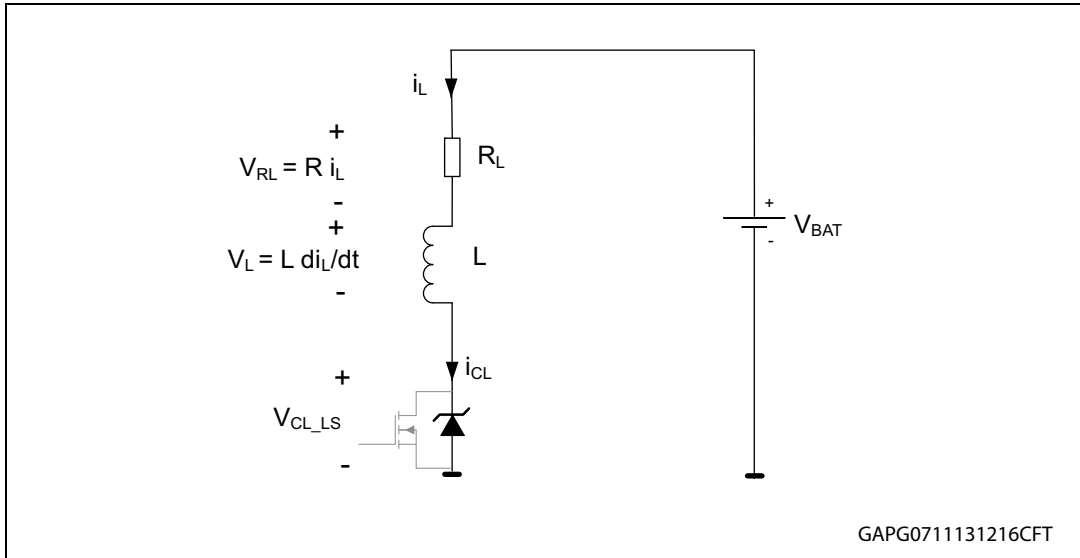 i_L
+
V_RL = R i_L
R_L
-
+
V_L = L di_L/dt
L
-
+
V_BAT
-
i_CL
+
V_CL_LS
-
GAPG0711131216CFT